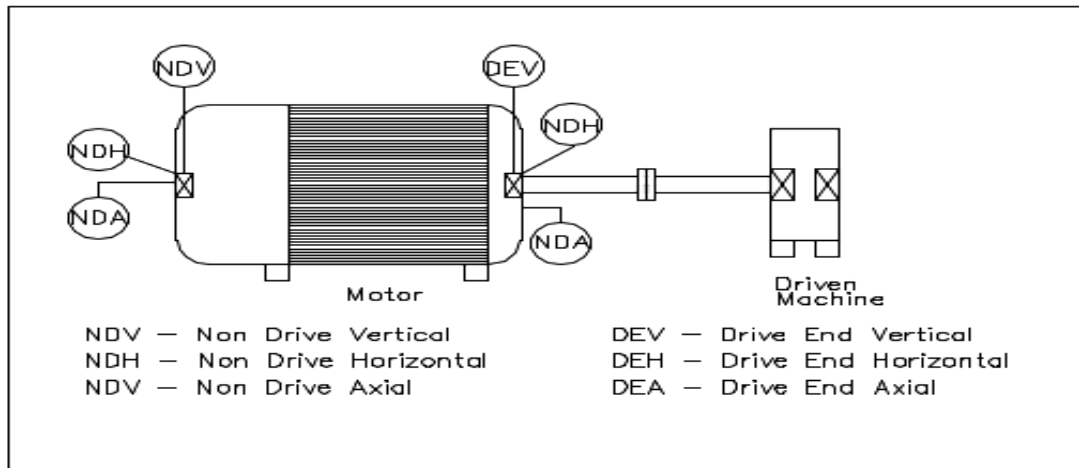 NDV
DEV
NDH
NDH
NDA
NDA
Motor
Driven
Machine
NDV – Non Drive Vertical
NDH – Non Drive Horizontal
NDV – Non Drive Axial
DEV – Drive End Vertical
DEH – Drive End Horizontal
DEA – Drive End Axial